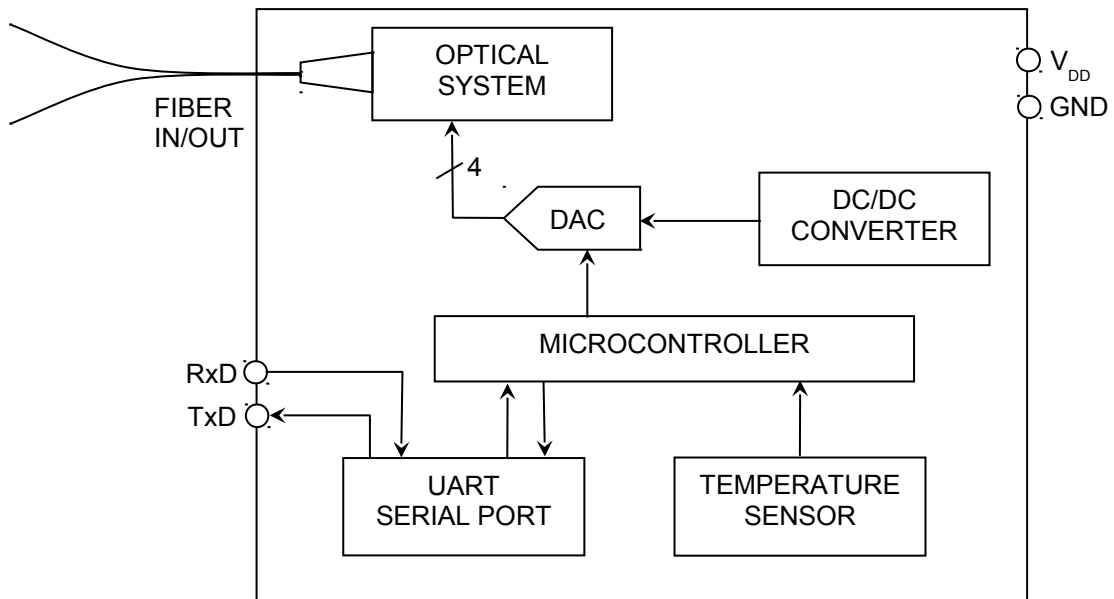 OPTICAL
SYSTEM
V DD
GND
FIBER
IN/OUT
4
DAC
DC/DC
CONVERTER
MICROCONTROLLER
RxD
TxD
UART
SERIAL PORT
TEMPERATURE
SENSOR